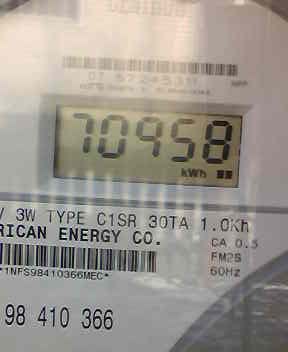 70958
kWh
/ 3W TYPE C1SR 30TA 1.0Kh
RICAN ENERGY CO.
CA 0.5
FM2S
60Hz
*1NFS98410366MEC*
98 410 366